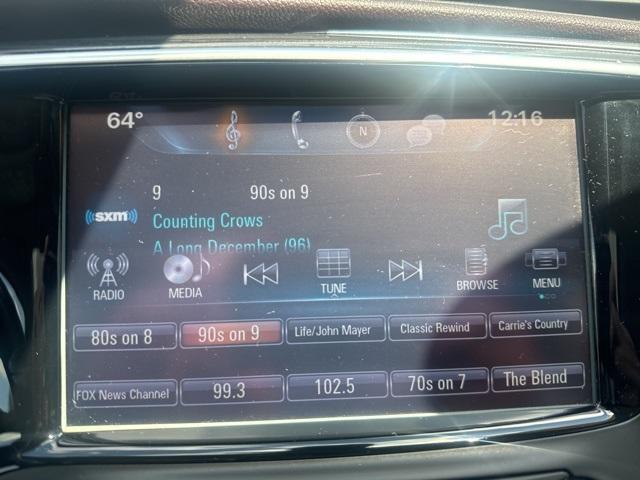 64° N 12:16
9 90s on 9
((sxm)) Counting Crows
A Long December (96)
RADIO MEDIA TUNE BROWSE MENU
80s on 8 90s on 9 Life/John Mayer Classic Rewind Carrie's Country
FOX News Channel 99.3 102.5 70s on 7 The Blend